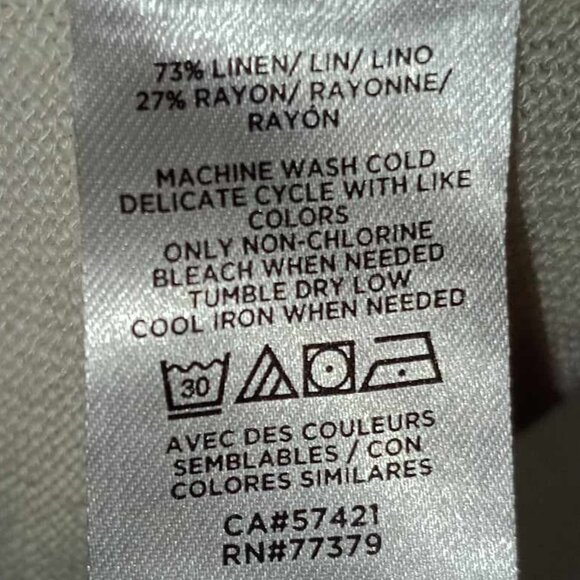 73% LINEN/ LIN/ LINO
27% RAYON/ RAYONNE/
RAYÓN
MACHINE WASH COLD
DELICATE CYCLE WITH LIKE
COLORS
ONLY NON-CHLORINE
BLEACH WHEN NEEDED
TUMBLE DRY LOW
COOL IRON WHEN NEEDED
30
AVEC DES COULEURS
SEMBLABLES / CON
COLORES SIMILARES
CA#57421
RN#77379